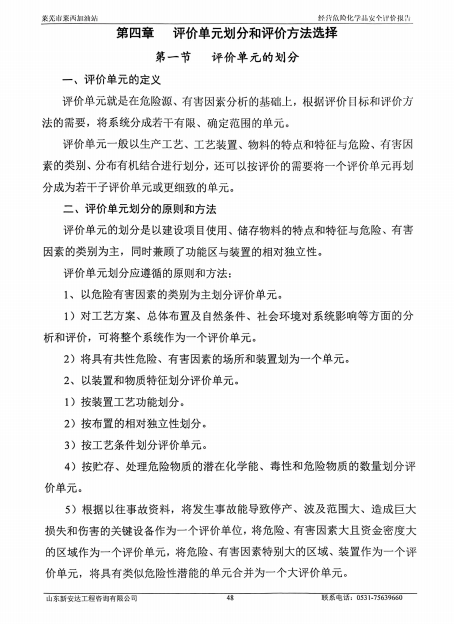 莱芜市莱西加油站 经营危险化学品安全评价报告
第四章 评价单元划分和评价方法选择
第一节 评价单元的划分
一、评价单元的定义
评价单元就是在危险源、有害因素分析的基础上，根据评价目标和评价方
法的需要，将系统分成若干有限、确定范围的单元。
评价单元一般以生产工艺、工艺装置、物料的特点和特征与危险、有害因
素的类别、分布有机结合进行划分，还可以按评价的需要将一个评价单元再划
分成为若干子评价单元或更细致的单元。
二、评价单元划分的原则和方法
评价单元的划分是以建设项目使用、储存物料的特点和特征与危险、有害
因素的类别为主，同时兼顾了功能区与装置的相对独立性。
评价单元划分应遵循的原则和方法：
1、以危险有害因素的类别为主划分评价单元。
1）对工艺方案、总体布置及自然条件、社会环境对系统影响等方面的分
析和评价，可将整个系统作为一个评价单元。
2）将具有共性危险、有害因素的场所和装置划为一个单元。
2、以装置和物质特征划分评价单元。
1）按装置工艺功能划分。
2）按布置的相对独立性划分。
3）按工艺条件划分评价单元。
4）按贮存、处理危险物质的潜在化学能、毒性和危险物质的数量划分评
价单元。
5）根据以往事故资料，将发生事故能导致停产、波及范围大、造成巨大
损失和伤害的关键设备作为一个评价单位，将危险、有害因素大且资金密度大
的区域作为一个评价单元，将危险、有害因素特别大的区域、装置作为一个评
价单元，将具有类似危险性潜能的单元合并为一个大评价单元。
山东新安达工程咨询有限公司 48 联系电话：0531-75639660